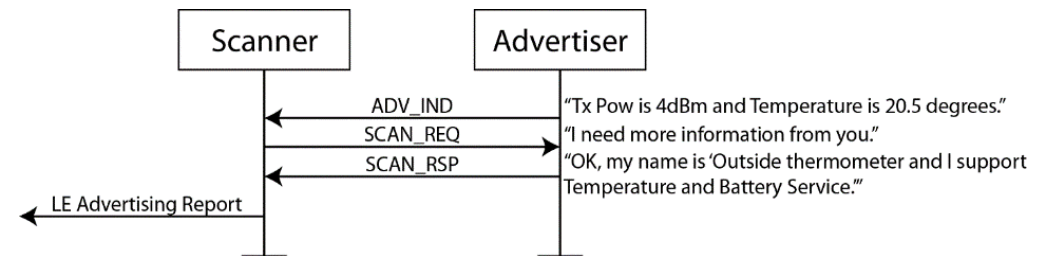 Scanner
Advertiser
ADV_IND
“Tx Pow is 4dBm and Temperature is 20.5 degrees.”
SCAN_REQ
“I need more information from you.”
SCAN_RSP
“OK, my name is ‘Outside thermometer and I support
Temperature and Battery Service.’”
LE Advertising Report